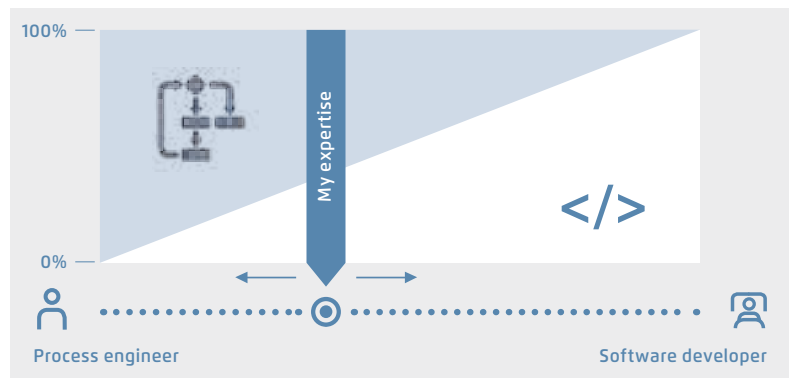 100%
My expertise
</>
0%
Process engineer
Software developer